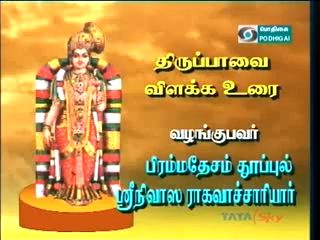 பொதிகை
PODHIGAI
திருப்பாவை
விளக்க உரை
வழங்குபவர்
பிரம்மதேசம் தூப்புல்
ஸ்ரீநிவாஸ ராகவாச்சாரியார்
TATA Sky